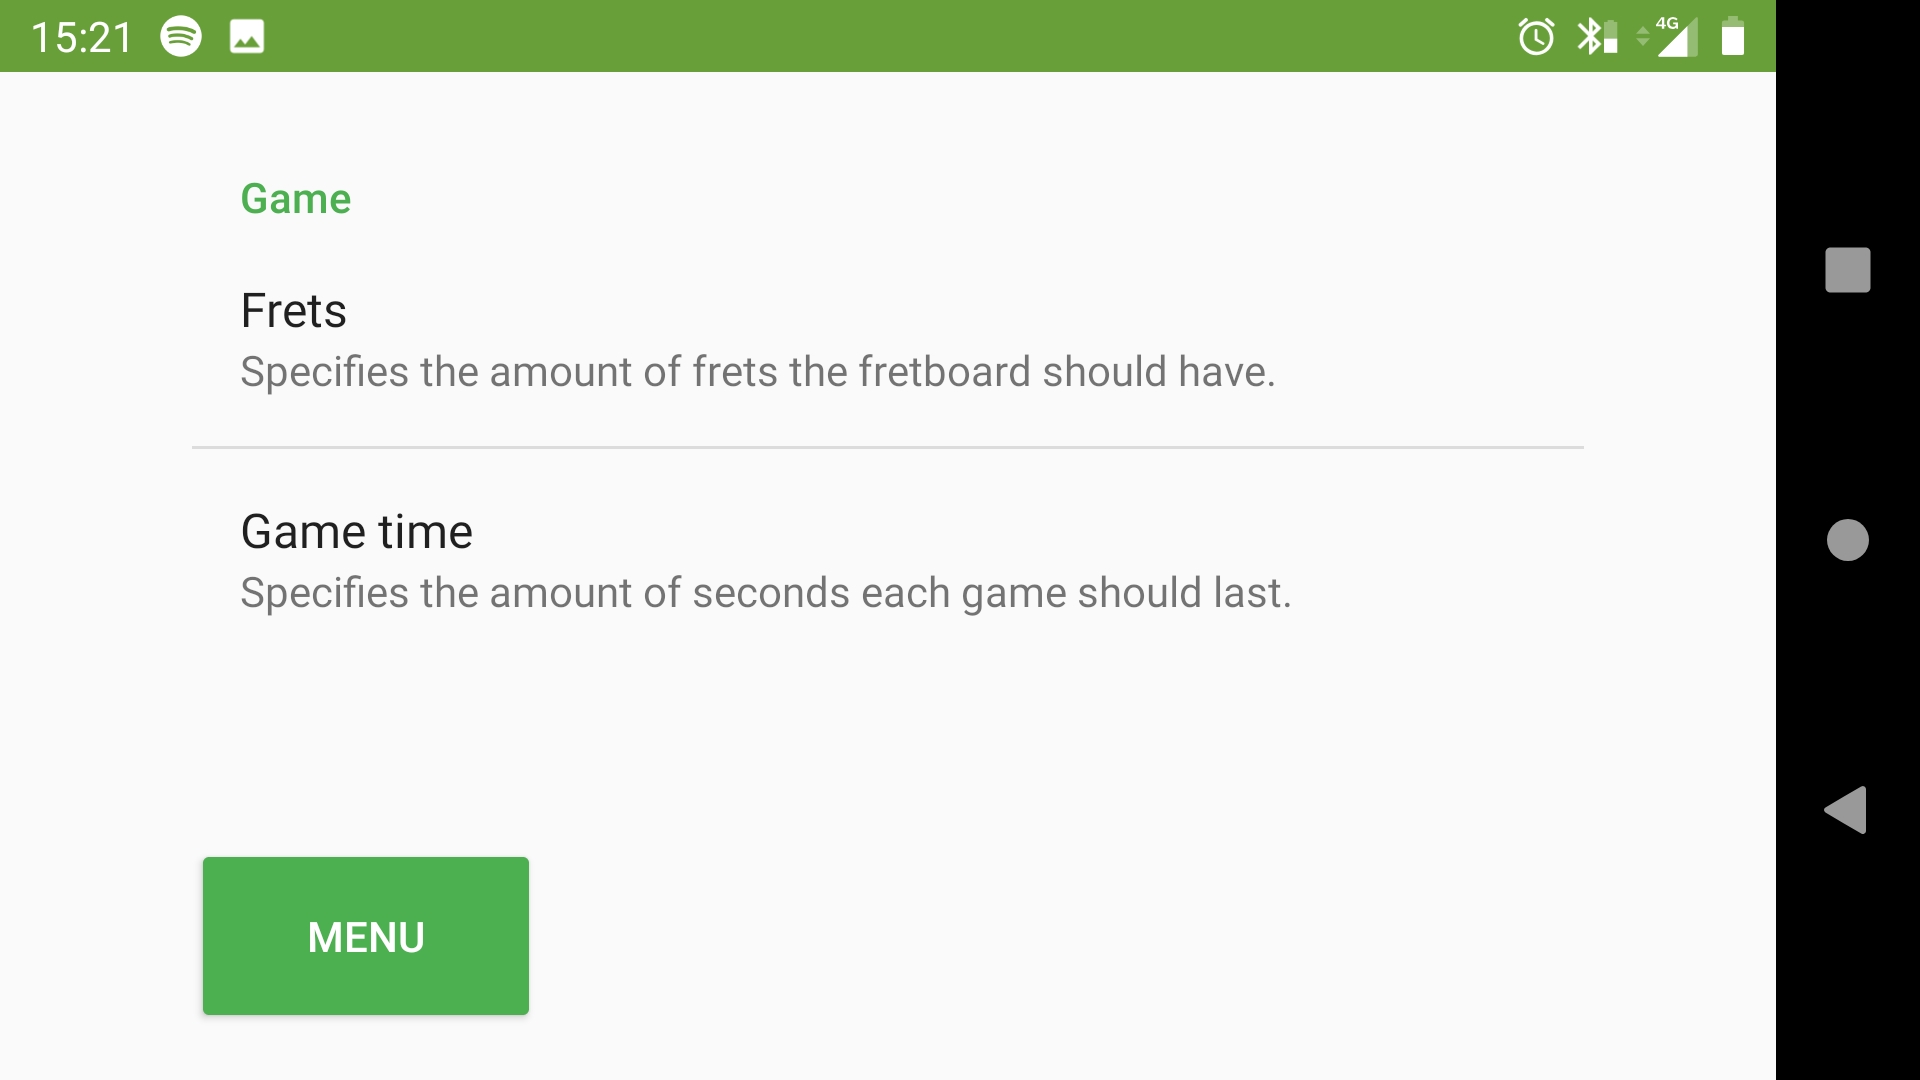 15:21
4G
Game
Frets
Specifies the amount of frets the fretboard should have.
Game time
Specifies the amount of seconds each game should last.
MENU